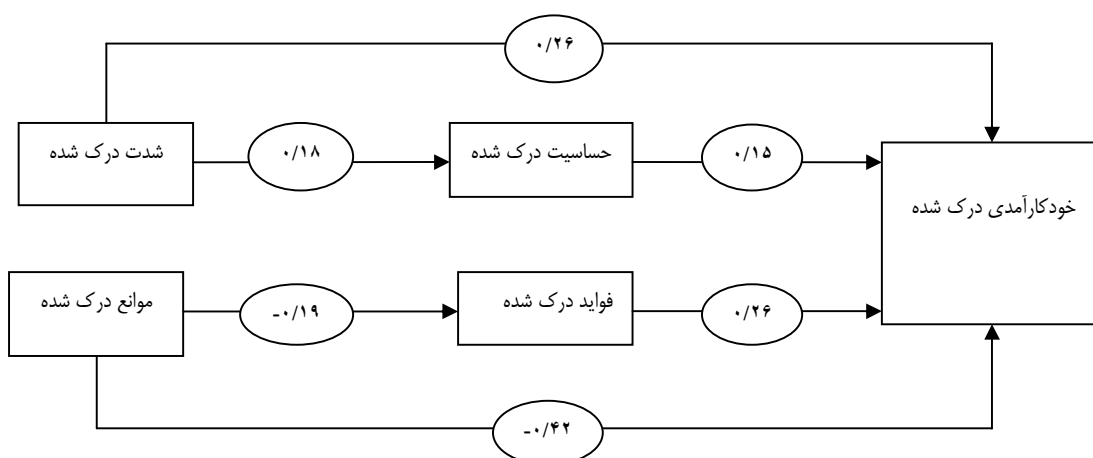 ۰/۲۶
شدت درک شده
۰/۱۸
حساسیت درک شده
۰/۱۵
خودکارآمدی درک شده
موانع درک شده
-۰/۱۹
فواید درک شده
۰/۲۶
-۰/۴۲